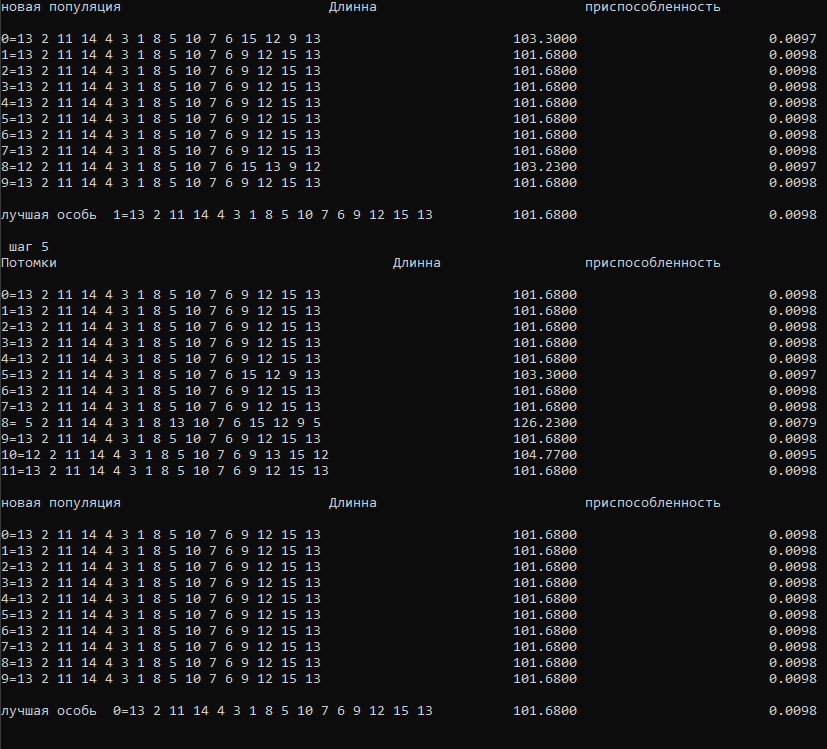 новая популяция Длинна приспособленность
0=13 2 11 14 4 3 1 8 5 10 7 6 15 12 9 13 103.3000 0.0097
1=13 2 11 14 4 3 1 8 5 10 7 6 9 12 15 13 101.6800 0.0098
2=13 2 11 14 4 3 1 8 5 10 7 6 9 12 15 13 101.6800 0.0098
3=13 2 11 14 4 3 1 8 5 10 7 6 9 12 15 13 101.6800 0.0098
4=13 2 11 14 4 3 1 8 5 10 7 6 9 12 15 13 101.6800 0.0098
5=13 2 11 14 4 3 1 8 5 10 7 6 9 12 15 13 101.6800 0.0098
6=13 2 11 14 4 3 1 8 5 10 7 6 9 12 15 13 101.6800 0.0098
7=13 2 11 14 4 3 1 8 5 10 7 6 9 12 15 13 101.6800 0.0098
8=12 2 11 14 4 3 1 8 5 10 7 6 15 13 9 12 103.2300 0.0097
9=13 2 11 14 4 3 1 8 5 10 7 6 9 12 15 13 101.6800 0.0098
лучшая особь 1=13 2 11 14 4 3 1 8 5 10 7 6 9 12 15 13 101.6800 0.0098
шаг 5
Потомки Длинна приспособленность
0=13 2 11 14 4 3 1 8 5 10 7 6 9 12 15 13 101.6800 0.0098
1=13 2 11 14 4 3 1 8 5 10 7 6 9 12 15 13 101.6800 0.0098
2=13 2 11 14 4 3 1 8 5 10 7 6 9 12 15 13 101.6800 0.0098
3=13 2 11 14 4 3 1 8 5 10 7 6 9 12 15 13 101.6800 0.0098
4=13 2 11 14 4 3 1 8 5 10 7 6 9 12 15 13 101.6800 0.0098
5=13 2 11 14 4 3 1 8 5 10 7 6 15 12 9 13 103.3000 0.0097
6=13 2 11 14 4 3 1 8 5 10 7 6 9 12 15 13 101.6800 0.0098
7=13 2 11 14 4 3 1 8 5 10 7 6 9 12 15 13 101.6800 0.0098
8= 5 2 11 14 4 3 1 8 13 10 7 6 15 12 9 5 126.2300 0.0079
9=13 2 11 14 4 3 1 8 5 10 7 6 9 12 15 13 101.6800 0.0098
10=12 2 11 14 4 3 1 8 5 10 7 6 9 13 15 12 104.7700 0.0095
11=13 2 11 14 4 3 1 8 5 10 7 6 9 12 15 13 101.6800 0.0098
новая популяция Длинна приспособленность
0=13 2 11 14 4 3 1 8 5 10 7 6 9 12 15 13 101.6800 0.0098
1=13 2 11 14 4 3 1 8 5 10 7 6 9 12 15 13 101.6800 0.0098
2=13 2 11 14 4 3 1 8 5 10 7 6 9 12 15 13 101.6800 0.0098
3=13 2 11 14 4 3 1 8 5 10 7 6 9 12 15 13 101.6800 0.0098
4=13 2 11 14 4 3 1 8 5 10 7 6 9 12 15 13 101.6800 0.0098
5=13 2 11 14 4 3 1 8 5 10 7 6 9 12 15 13 101.6800 0.0098
6=13 2 11 14 4 3 1 8 5 10 7 6 9 12 15 13 101.6800 0.0098
7=13 2 11 14 4 3 1 8 5 10 7 6 9 12 15 13 101.6800 0.0098
8=13 2 11 14 4 3 1 8 5 10 7 6 9 12 15 13 101.6800 0.0098
9=13 2 11 14 4 3 1 8 5 10 7 6 9 12 15 13 101.6800 0.0098
лучшая особь 0=13 2 11 14 4 3 1 8 5 10 7 6 9 12 15 13 101.6800 0.0098